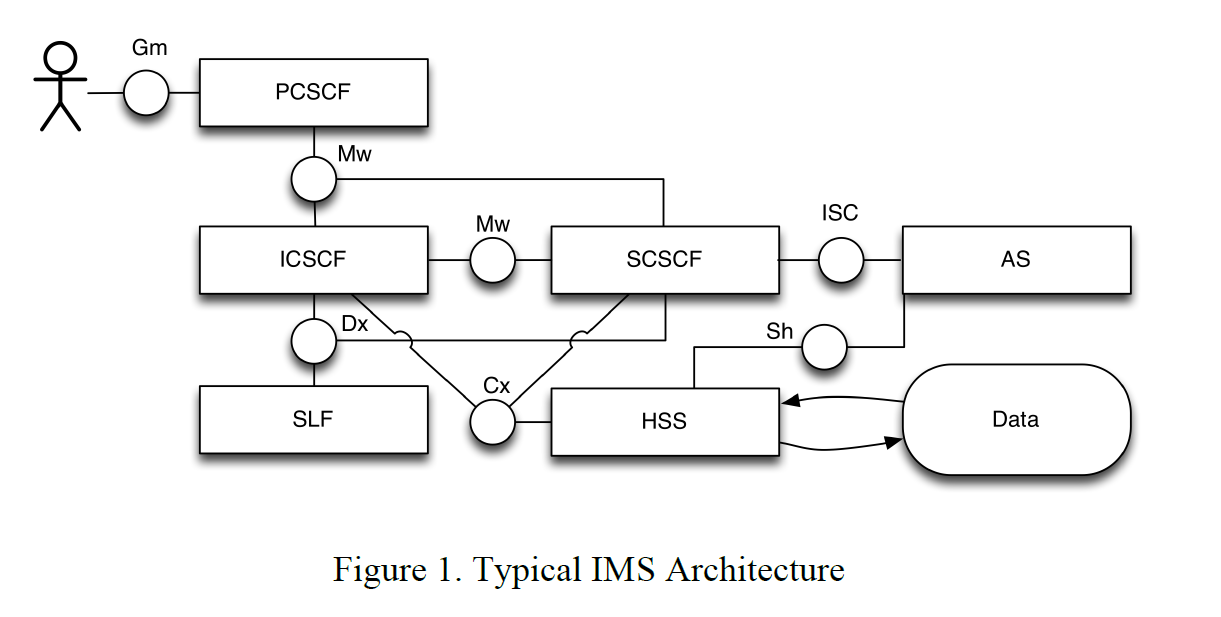 Gm
PCSCF
Mw
Mw
ISC
ICSCF
SCSCF
AS
Dx
Sh
Cx
SLF
HSS
Data
Figure 1. Typical IMS Architecture